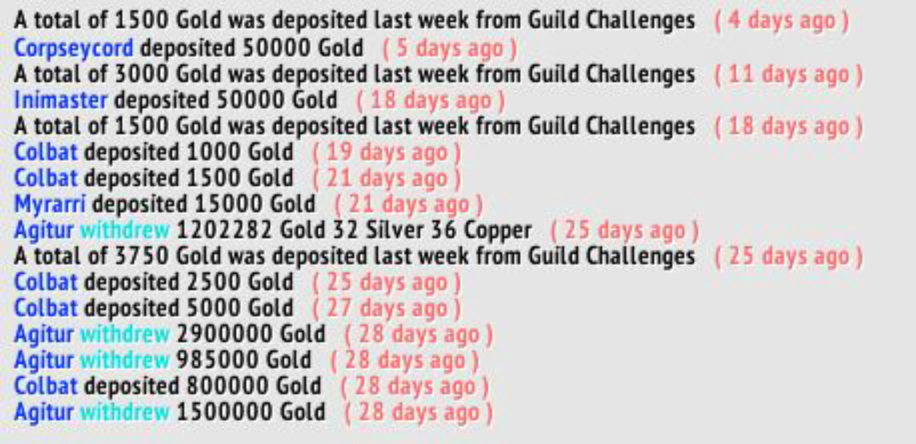 A total of 1500 Gold was deposited last week from Guild Challenges ( 4 days ago )
Corpseycord deposited 50000 Gold ( 5 days ago )
A total of 3000 Gold was deposited last week from Guild Challenges ( 11 days ago )
Inimaster deposited 50000 Gold ( 18 days ago )
A total of 1500 Gold was deposited last week from Guild Challenges ( 18 days ago )
Colbat deposited 1000 Gold ( 19 days ago )
Colbat deposited 1500 Gold ( 21 days ago )
Myrarri deposited 15000 Gold ( 21 days ago )
Agitur withdrew 1202282 Gold 32 Silver 36 Copper ( 25 days ago )
A total of 3750 Gold was deposited last week from Guild Challenges ( 25 days ago )
Colbat deposited 2500 Gold ( 25 days ago )
Colbat deposited 5000 Gold ( 27 days ago )
Agitur withdrew 2900000 Gold ( 28 days ago )
Agitur withdrew 985000 Gold ( 28 days ago )
Colbat deposited 800000 Gold ( 28 days ago )
Agitur withdrew 1500000 Gold ( 28 days ago )